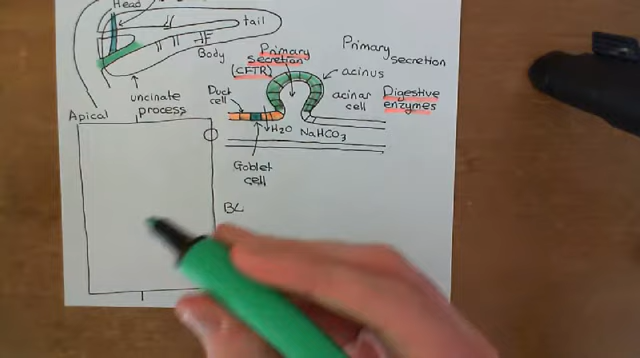 Head
tail
Body
uncinate
process
Apical
Primary
secretion
(CFTR)
Duct
cell
H2O
NaHCO3
Goblet
cell
Primary
secretion
acinus
acinar
cell
Digestive
enzymes